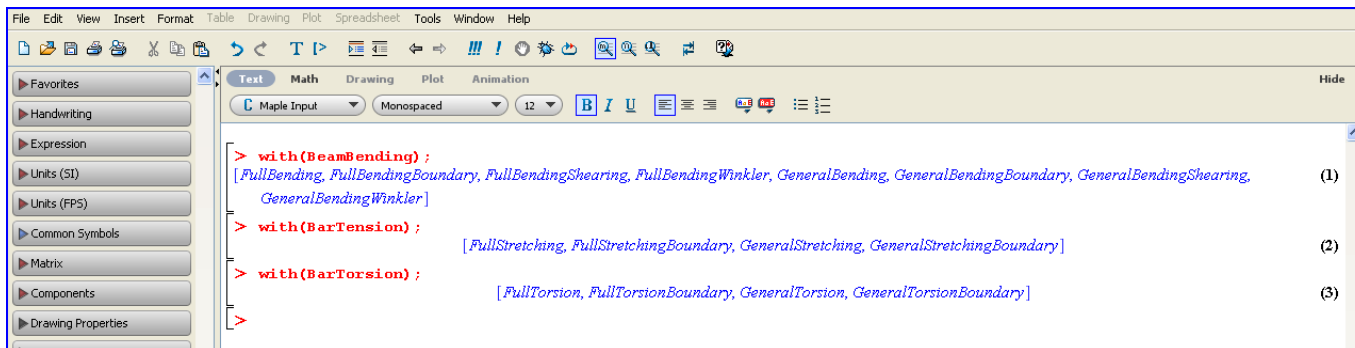 File Edit View Insert Format Table Drawing Plot Spreadsheet Tools Window Help
Favorites
Handwriting
Expression
Units (SI)
Units (FPS)
Common Symbols
Matrix
Components
Drawing Properties
Text Math Drawing Plot Animation Hide
C Maple Input Monospaced 12 B I U
> with(BeamBending);
[FullBending, FullBendingBoundary, FullBendingShearing, FullBendingWinkler, GeneralBending, GeneralBendingBoundary, GeneralBendingShearing, (1)
GeneralBendingWinkler]
> with(BarTension);
[FullStretching, FullStretchingBoundary, GeneralStretching, GeneralStretchingBoundary] (2)
> with(BarTorsion);
[FullTorsion, FullTorsionBoundary, GeneralTorsion, GeneralTorsionBoundary] (3)
>